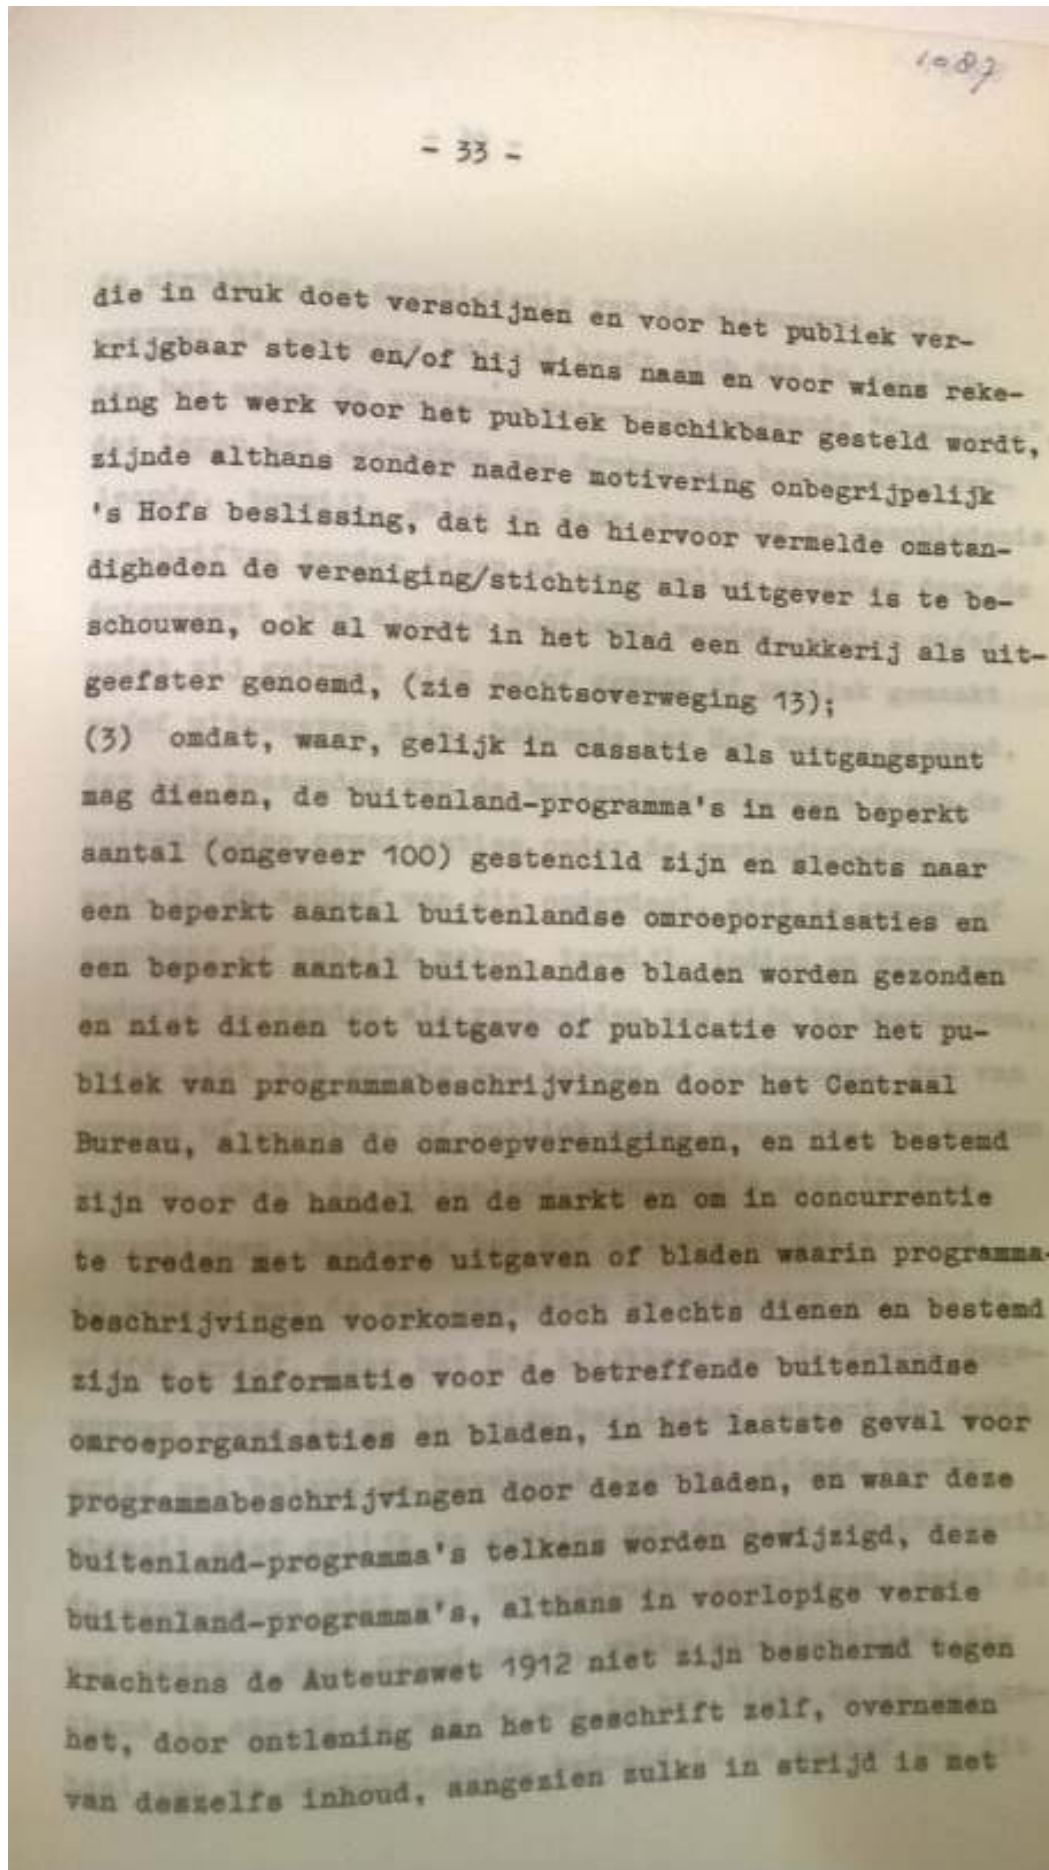 1087
- 33 -
die in druk doet verschijnen en voor het publiek ver-
krijgbaar stelt en/of hij wiens naam en voor wiens reke-
ning het werk voor het publiek beschikbaar gesteld wordt,
zijnde althans zonder nadere motivering onbegrijpelijk
's Hofs beslissing, dat in de hiervoor vermelde omstan-
digheden de vereniging/stichting als uitgever is te be-
schouwen, ook al wordt in het blad een drukkerij als uit-
geefster genoemd, (zie rechtsoverweging 13);
(3) omdat, waar, gelijk in cassatie als uitgangspunt
mag dienen, de buitenland-programma's in een beperkt
aantal (ongeveer 100) gestencild zijn en slechts naar
een beperkt aantal buitenlandse omroeporganisaties en
een beperkt aantal buitenlandse bladen worden gezonden
en niet dienen tot uitgave of publicatie voor het pu-
bliek van programmabeschrijvingen door het Centraal
Bureau, althans de omroepverenigingen, en niet bestemd
zijn voor de handel en de markt en om in concurrentie
te treden met andere uitgaven of bladen waarin programma-
beschrijvingen voorkomen, doch slechts dienen en bestemd
zijn tot informatie voor de betreffende buitenlandse
omroeporganisaties en bladen, in het laatste geval voor
programmabeschrijvingen door deze bladen, en waar deze
buitenland-programma's telkens worden gewijzigd, deze
buitenland-programma's, althans in voorlopige versie
krachtens de Auteurswet 1912 niet zijn beschermd tegen
het, door ontlening aan het geschrift zelf, overnemen
van deszelfs inhoud, aangezien zulks in strijd is met